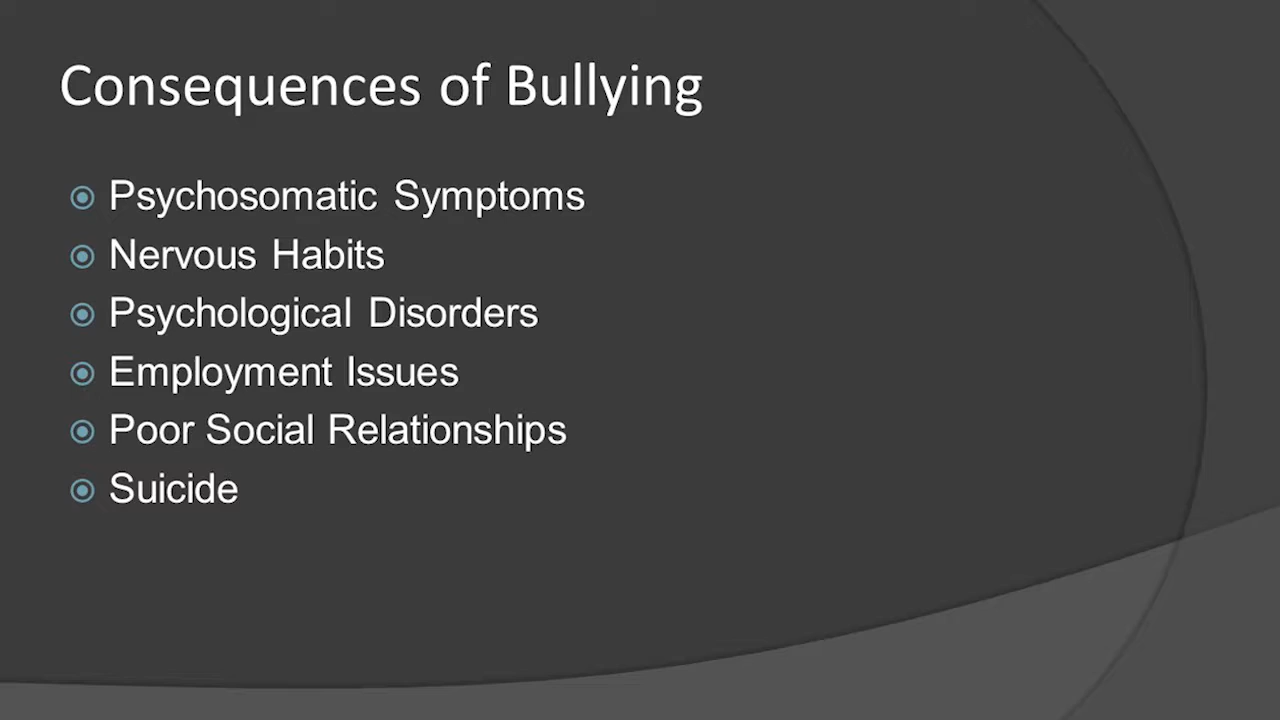 Consequences of Bullying
Psychosomatic Symptoms
Nervous Habits
Psychological Disorders
Employment Issues
Poor Social Relationships
Suicide